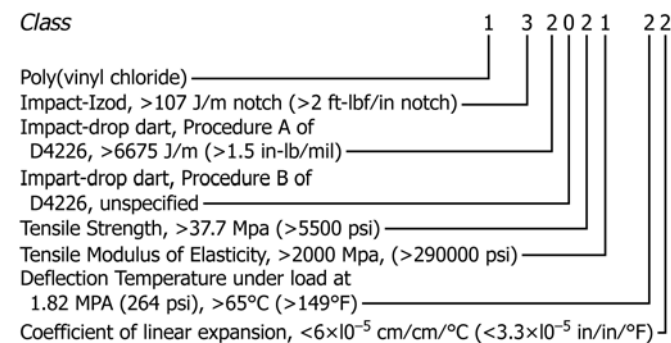 Class 1 3 2 0 2 1 2 2
Poly(vinyl chloride)
Impact-Izod, >107 J/m notch (>2 ft-lbf/in notch)
Impact-drop dart, Procedure A of
D4226, >6675 J/m (>1.5 in-lb/mil)
Impart-drop dart, Procedure B of
D4226, unspecified
Tensile Strength, >37.7 Mpa (>5500 psi)
Tensile Modulus of Elasticity, >2000 Mpa, (>290000 psi)
Deflection Temperature under load at
1.82 MPA (264 psi), >65°C (>149°F)
Coefficient of linear expansion, <6×l0⁻⁵ cm/cm/°C (<3.3×l0⁻⁵ in/in/°F)